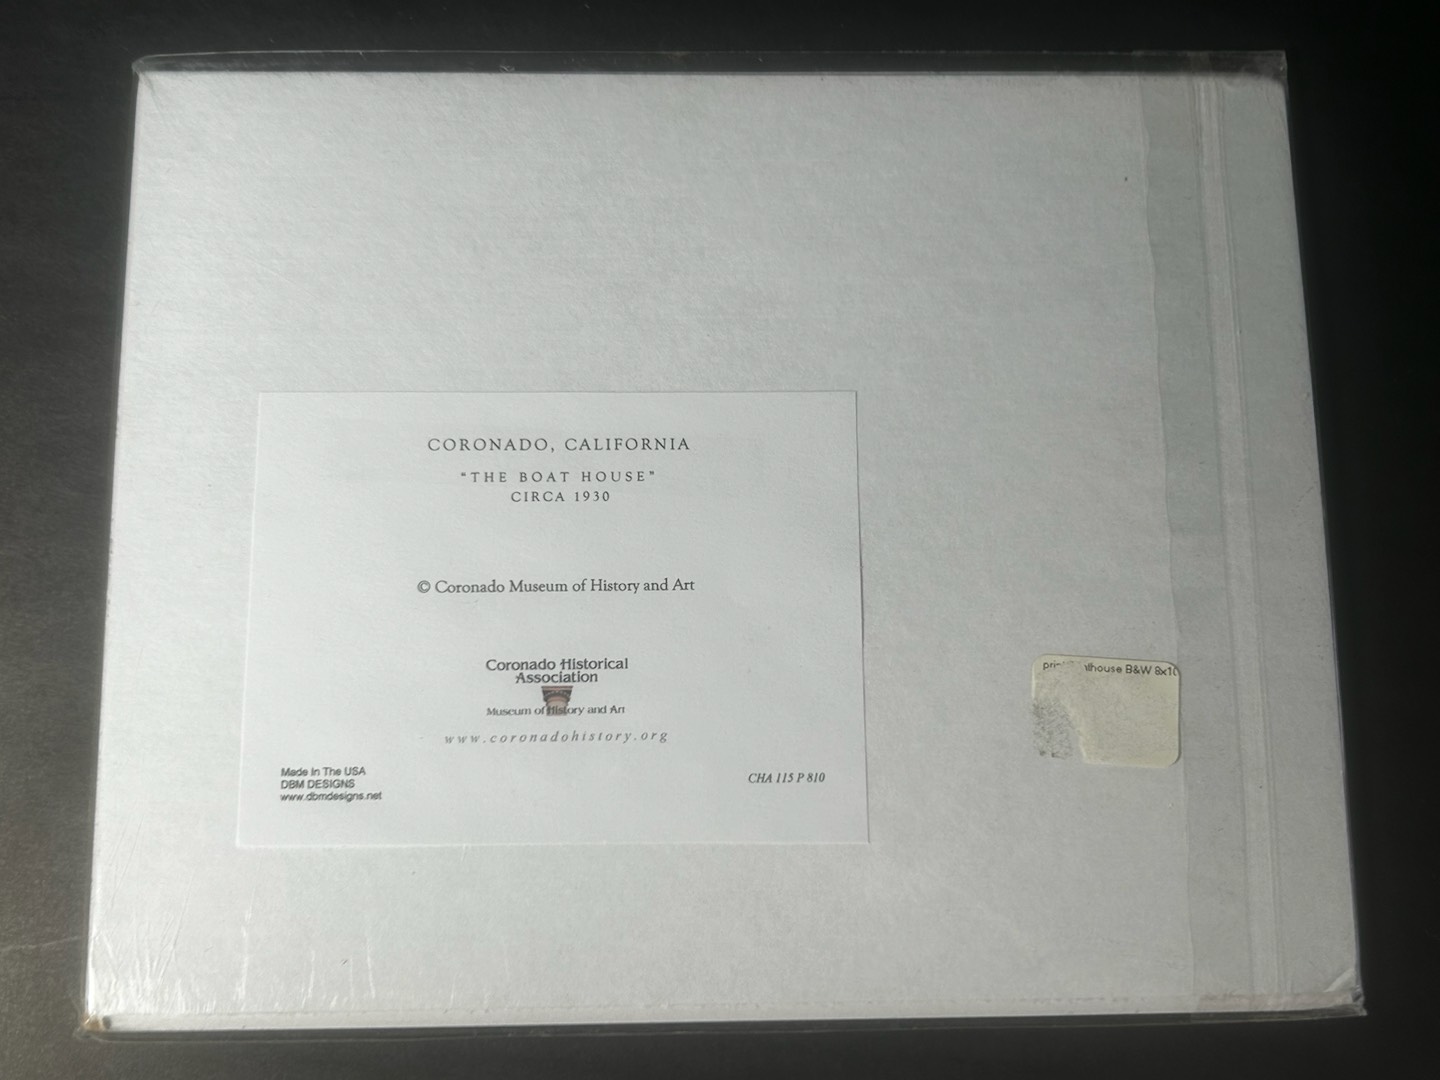 CORONADO, CALIFORNIA
"THE BOAT HOUSE"
CIRCA 1930
© Coronado Museum of History and Art
Coronado Historical
Association
Museum of History and Art
www.coronadohistory.org
Made In The USA
DBM DESIGNS
www.dbmdesigns.net
CHA 115 P 810
B&W